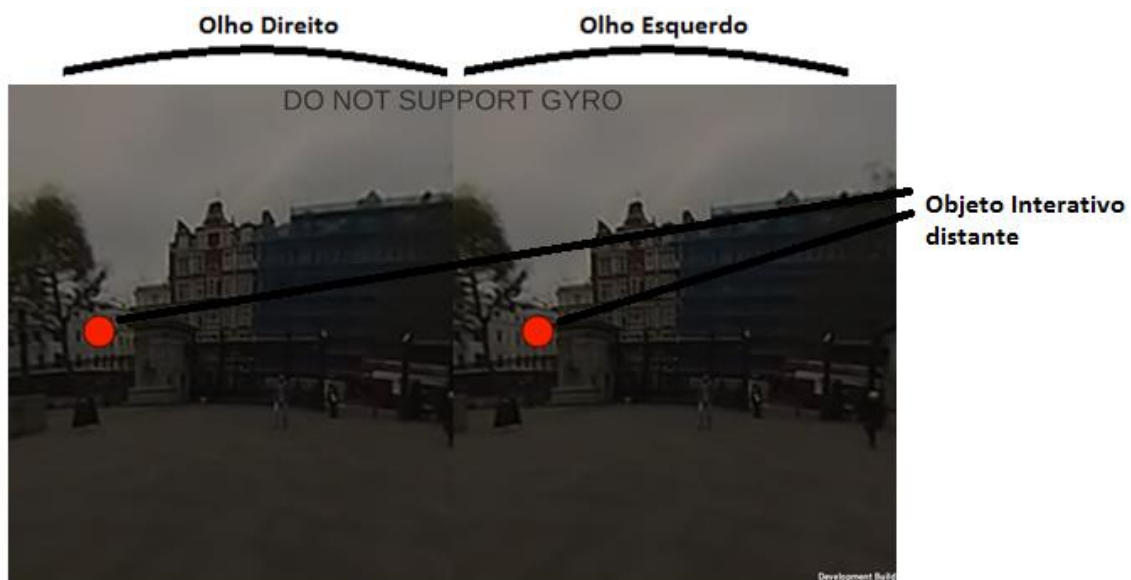 Olho Direito
Olho Esquerdo
DO NOT SUPPORT GYRO
Objeto Interativo
distante
Development Build